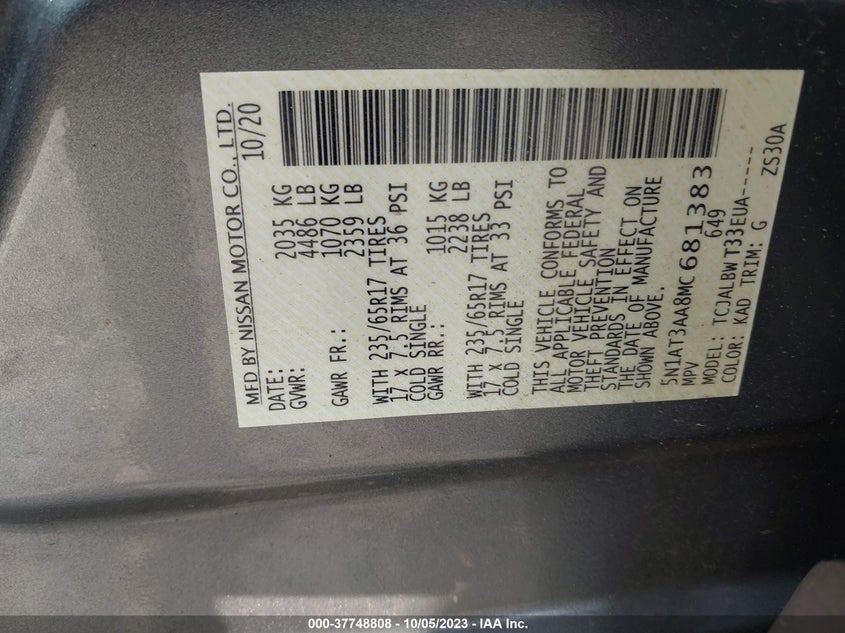 MFD BY NISSAN MOTOR CO., LTD.
DATE: 10/20
GVWR: 2035 KG
4486 LB
GAWR FR.: 1070 KG
2359 LB
WITH 235/65R17 TIRES
17 X 7.5 RIMS AT 36 PSI
COLD SINGLE
GAWR RR.: 1015 KG
2238 LB
WITH 235/65R17 TIRES
17 X 7.5 RIMS AT 33 PSI
COLD SINGLE
THIS VEHICLE CONFORMS TO
ALL APPLICABLE FEDERAL
MOTOR VEHICLE SAFETY AND
THEFT PREVENTION
STANDARDS IN EFFECT ON
THE DATE OF MANUFACTURE
SHOWN ABOVE.
5N1AT3AA8MC681383
MPV 649
MODEL: TCJALBWT33EUA-----
COLOR: KAD TRIM: G ZS30A
000-37748808 - 10/05/2023 - IAA Inc.